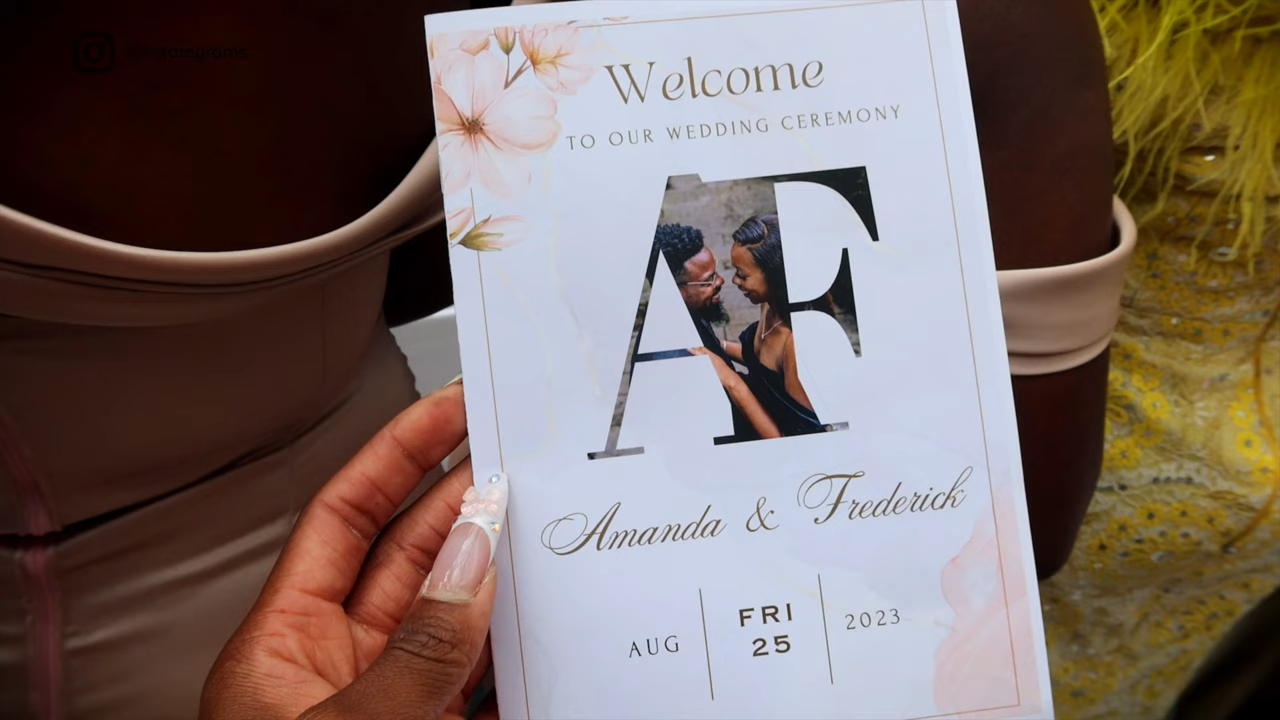 Welcome
TO OUR WEDDING CEREMONY
AF
Amanda & Frederick
AUG
FRI
25
2023